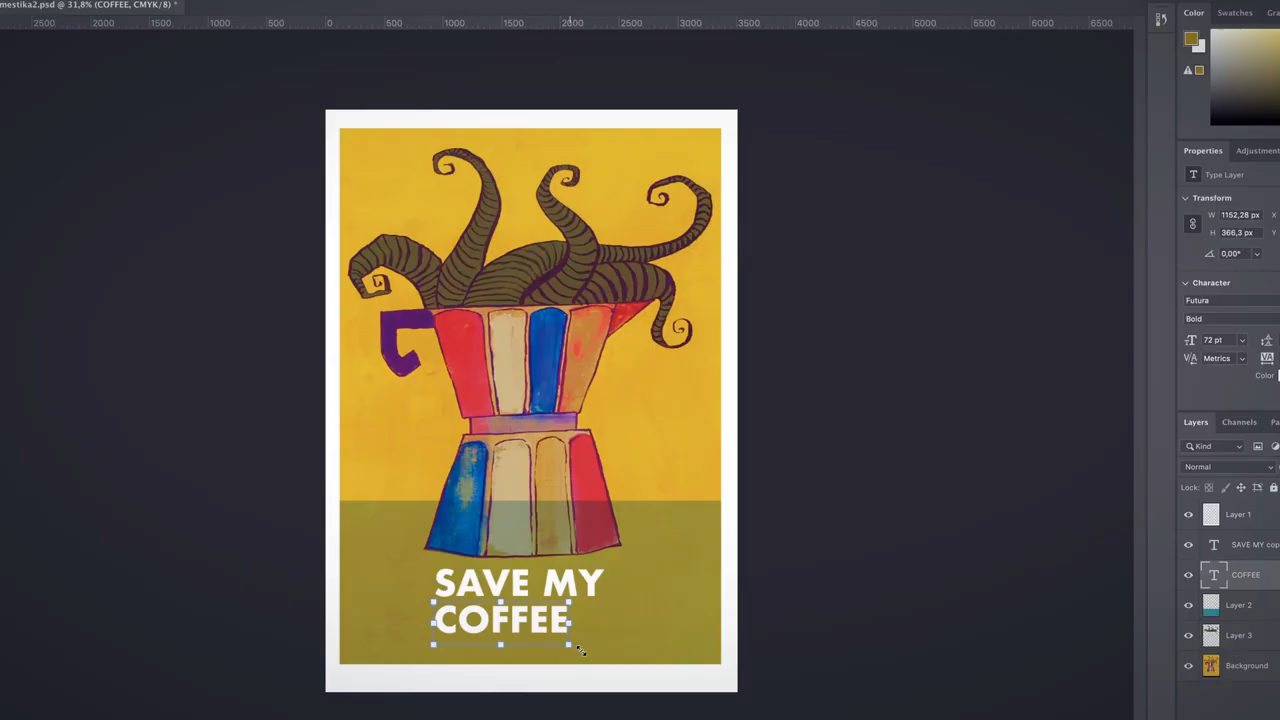 mestika2.psd @ 31,8% (COFFEE, CMYK/8) *
2500 2000 1500 1000 500 0 500 1000 1500 2000 2500 3000 3500 4000 4500 5000 5500 6000 6500
Color Swatches Gra
Properties Adjustment
T Type Layer
Transform
W 1152,28 px X
H 366,3 px Y
0,00°
Character
Futura
Bold
72 pt
Metrics
Color
Layers Channels Pa
Kind
Normal
Lock:
Layer 1
T SAVE MY cop
T COFFEE
Layer 2
Layer 3
Background
SAVE MY
COFFEE